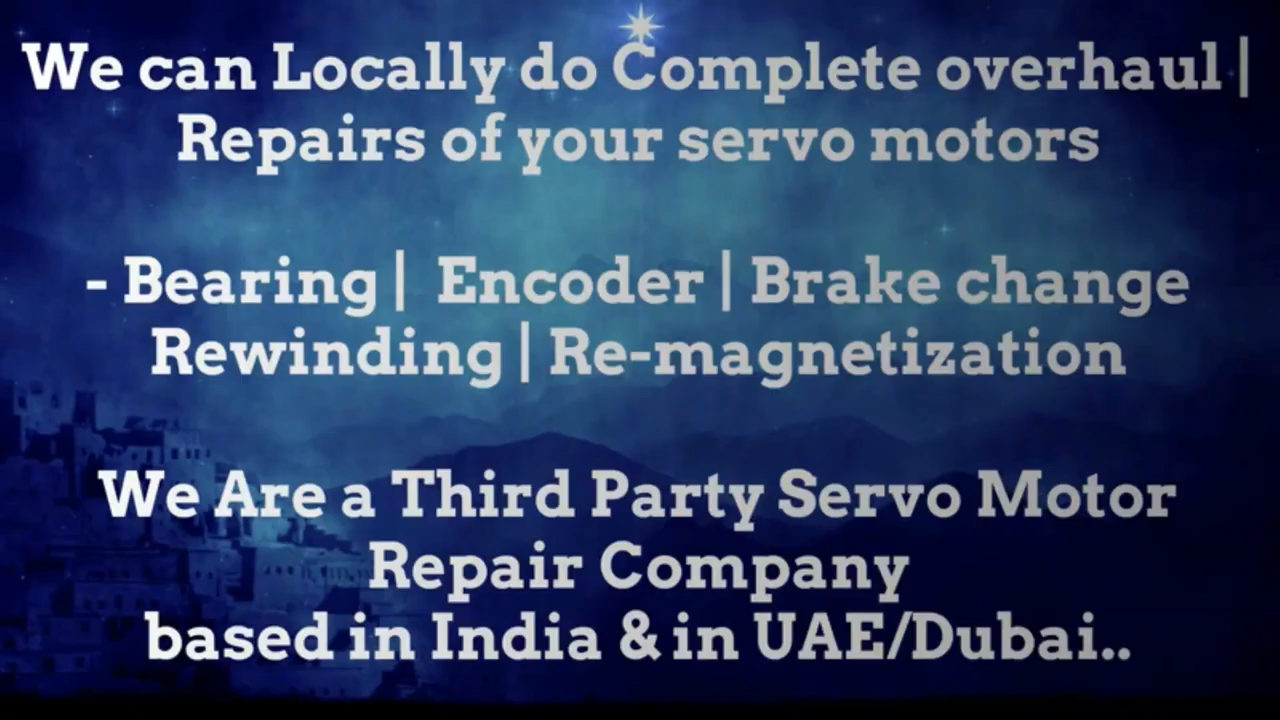 We can Locally do Complete overhaul |
Repairs of your servo motors
- Bearing | Encoder | Brake change
Rewinding | Re-magnetization
We Are a Third Party Servo Motor
Repair Company
based in India & in UAE/Dubai..